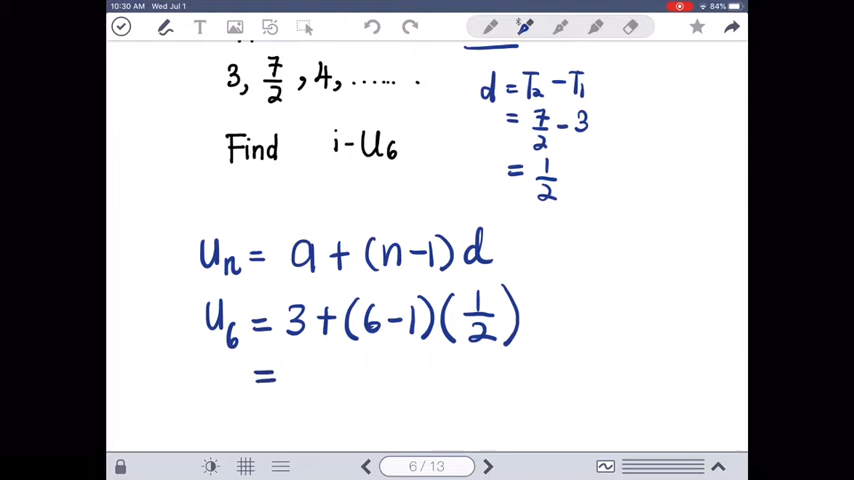 10:30 AM Wed Jul 1
84%
T
3, 7/2, 4, ...... .
Find i-U6
d = T2 - T1
= 7/2 - 3
= 1/2
Un = a + (n-1)d
U6 = 3 + (6-1)(1/2)
=
6/13